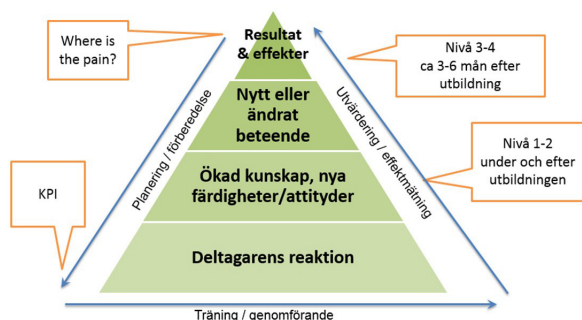 Where is
the pain?
Resultat
& effekter
Nivå 3-4
ca 3-6 mån efter
utbildning
Planering / förberedelse
Nytt eller
ändrat
beteende
Utvärdering / effektmätning
Nivå 1-2
under och efter
utbildningen
KPI
Ökad kunskap, nya
färdigheter/attityder
Deltagarens reaktion
Träning / genomförande